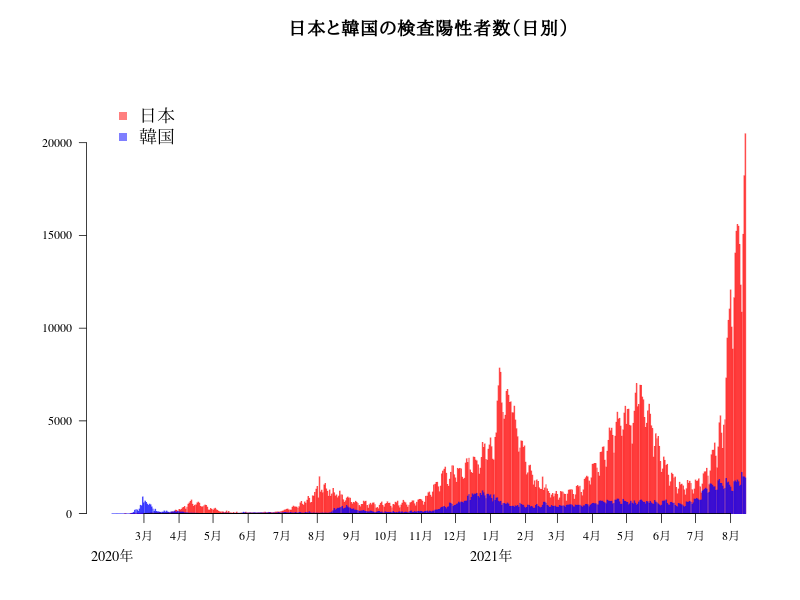 日本と韓国の検査陽性者数（日別）
日本
韓国
20000
15000
10000
5000
0
3月 4月 5月 6月 7月 8月 9月 10月 11月 12月 1月 2月 3月 4月 5月 6月 7月 8月
2020年 2021年